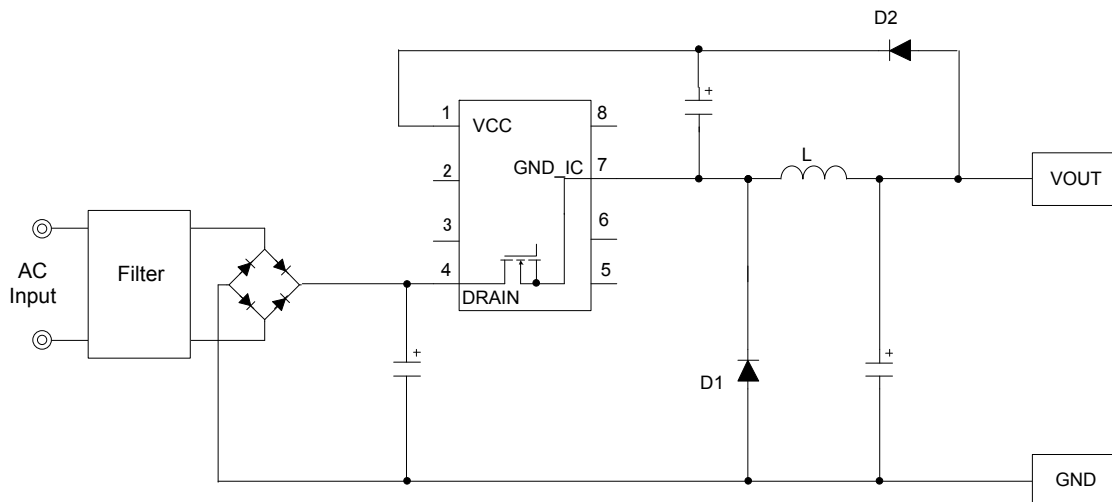 D2
+
1
VCC
8
GND_IC
7
L
VOUT
2
3
6
AC
Input
Filter
4
5
DRAIN
+
+
D1
GND